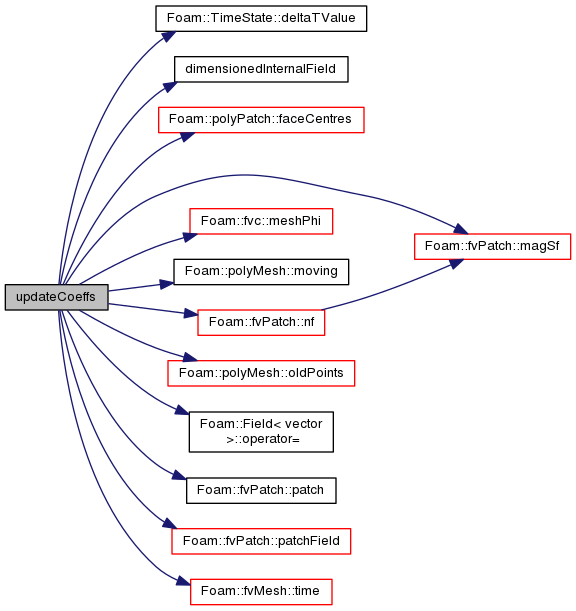 Foam::TimeState::deltaTValue
dimensionedInternalField
Foam::polyPatch::faceCentres
Foam::fvc::meshPhi
Foam::fvPatch::magSf
Foam::polyMesh::moving
updateCoeffs
Foam::fvPatch::nf
Foam::polyMesh::oldPoints
Foam::Field< vector
>::operator=
Foam::fvPatch::patch
Foam::fvPatch::patchField
Foam::fvMesh::time